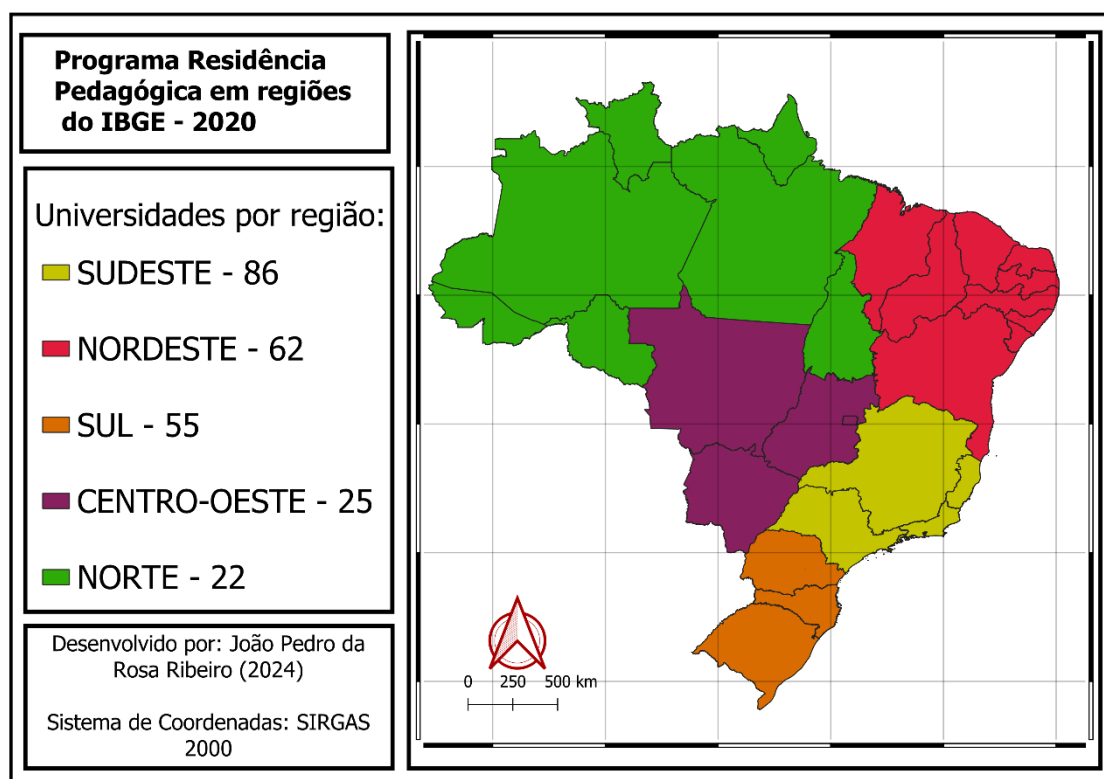 Programa Residência
Pedagógica em regiões
do IBGE - 2020
Universidades por região:
SUDESTE - 86
NORDESTE - 62
SUL - 55
CENTRO-OESTE - 25
NORTE - 22
Desenvolvido por: João Pedro da
Rosa Ribeiro (2024)
Sistema de Coordenadas: SIRGAS
2000
0 250 500 km